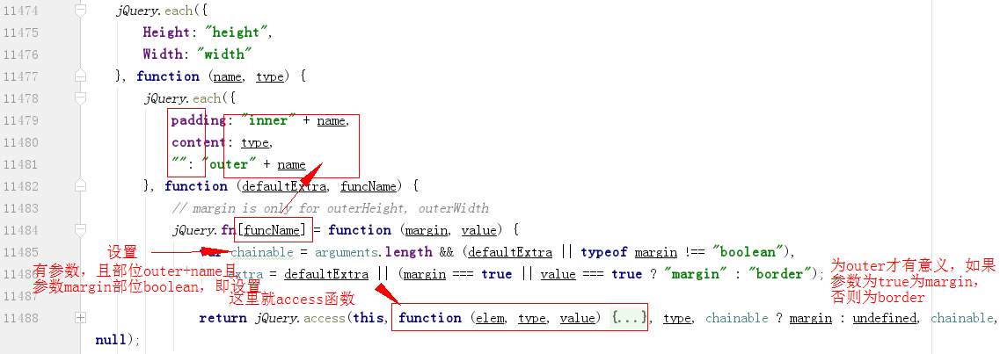 11474 jQuery.each({
11475 Height: "height",
11476 Width: "width"
11477 }, function (name, type) {
11478 jQuery.each({
11479 padding: "inner" + name,
11480 content: type,
11481 "": "outer" + name
11482 }, function (defaultExtra, funcName) {
11483 // margin is only for outerHeight, outerWidth
11484 jQuery.fn[funcName] = function (margin, value) {
设置
11485 chainable = arguments.length && (defaultExtra || typeof margin !== "boolean"),
有参数，且部位outer+name且
参数margin部位boolean，即设置
extra = defaultExtra || (margin === true || value === true ? "margin" : "border");
为outer才有意义，如果
参数为true为margin，
否则为border
11487
这里就access函数
11488 return jQuery.access(this, function (elem, type, value) {...}, type, chainable ? margin : undefined, chainable,
null);